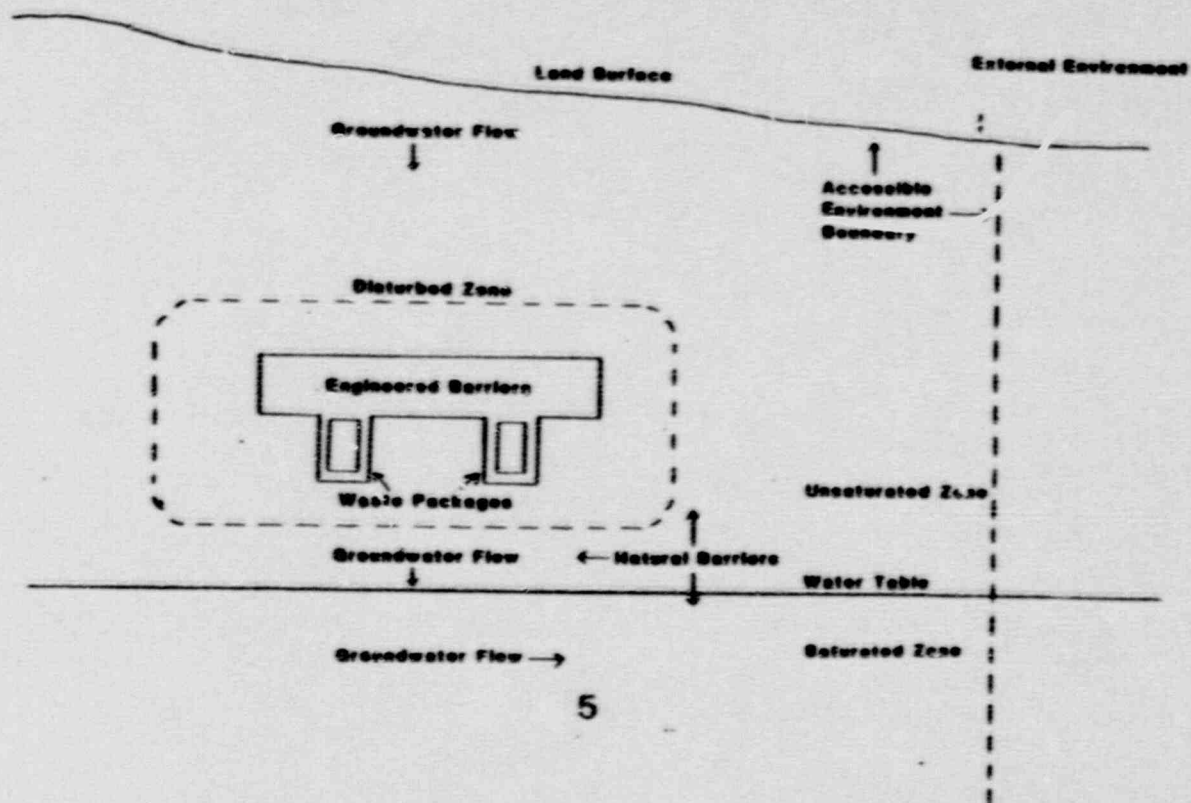 Land Surface
External Environment
Groundwater Flow
Accessible
Environment
Boundary
Disturbed Zone
Engineered Barriers
Unsaturated Zone
Waste Packages
Groundwater Flow
Natural Barriers
Water Table
Groundwater Flow
Saturated Zone
5